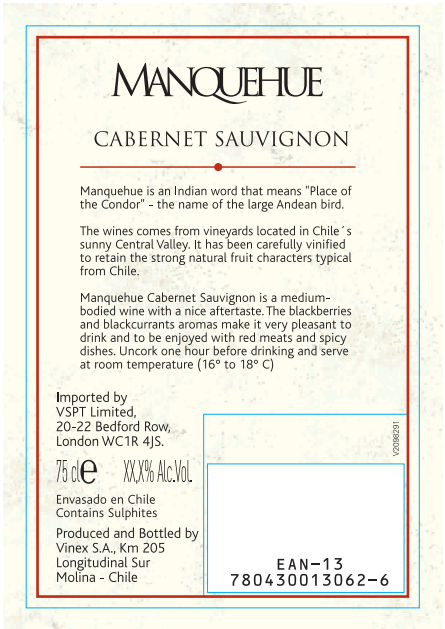 MANQUEHUE
CABERNET SAUVIGNON
Manquehue is an Indian word that means "Place of
the Condor" - the name of the large Andean bird.
The wines comes from vineyards located in Chile´s
sunny Central Valley. It has been carefully vinified
to retain the strong natural fruit characters typical
from Chile.
Manquehue Cabernet Sauvignon is a medium-
bodied wine with a nice aftertaste. The blackberries
and blackcurrants aromas make it very pleasant to
drink and to be enjoyed with red meats and spicy
dishes. Uncork one hour before drinking and serve
at room temperature (16° to 18° C)
Imported by
VSPT Limited,
20-22 Bedford Row,
London WC1R 4JS.
75 cl e XX,X% Alc.Vol.
Envasado en Chile
Contains Sulphites
Produced and Bottled by
Vinex S.A., Km 205
Longitudinal Sur
Molina - Chile
V2098291
EAN-13
780430013062-6